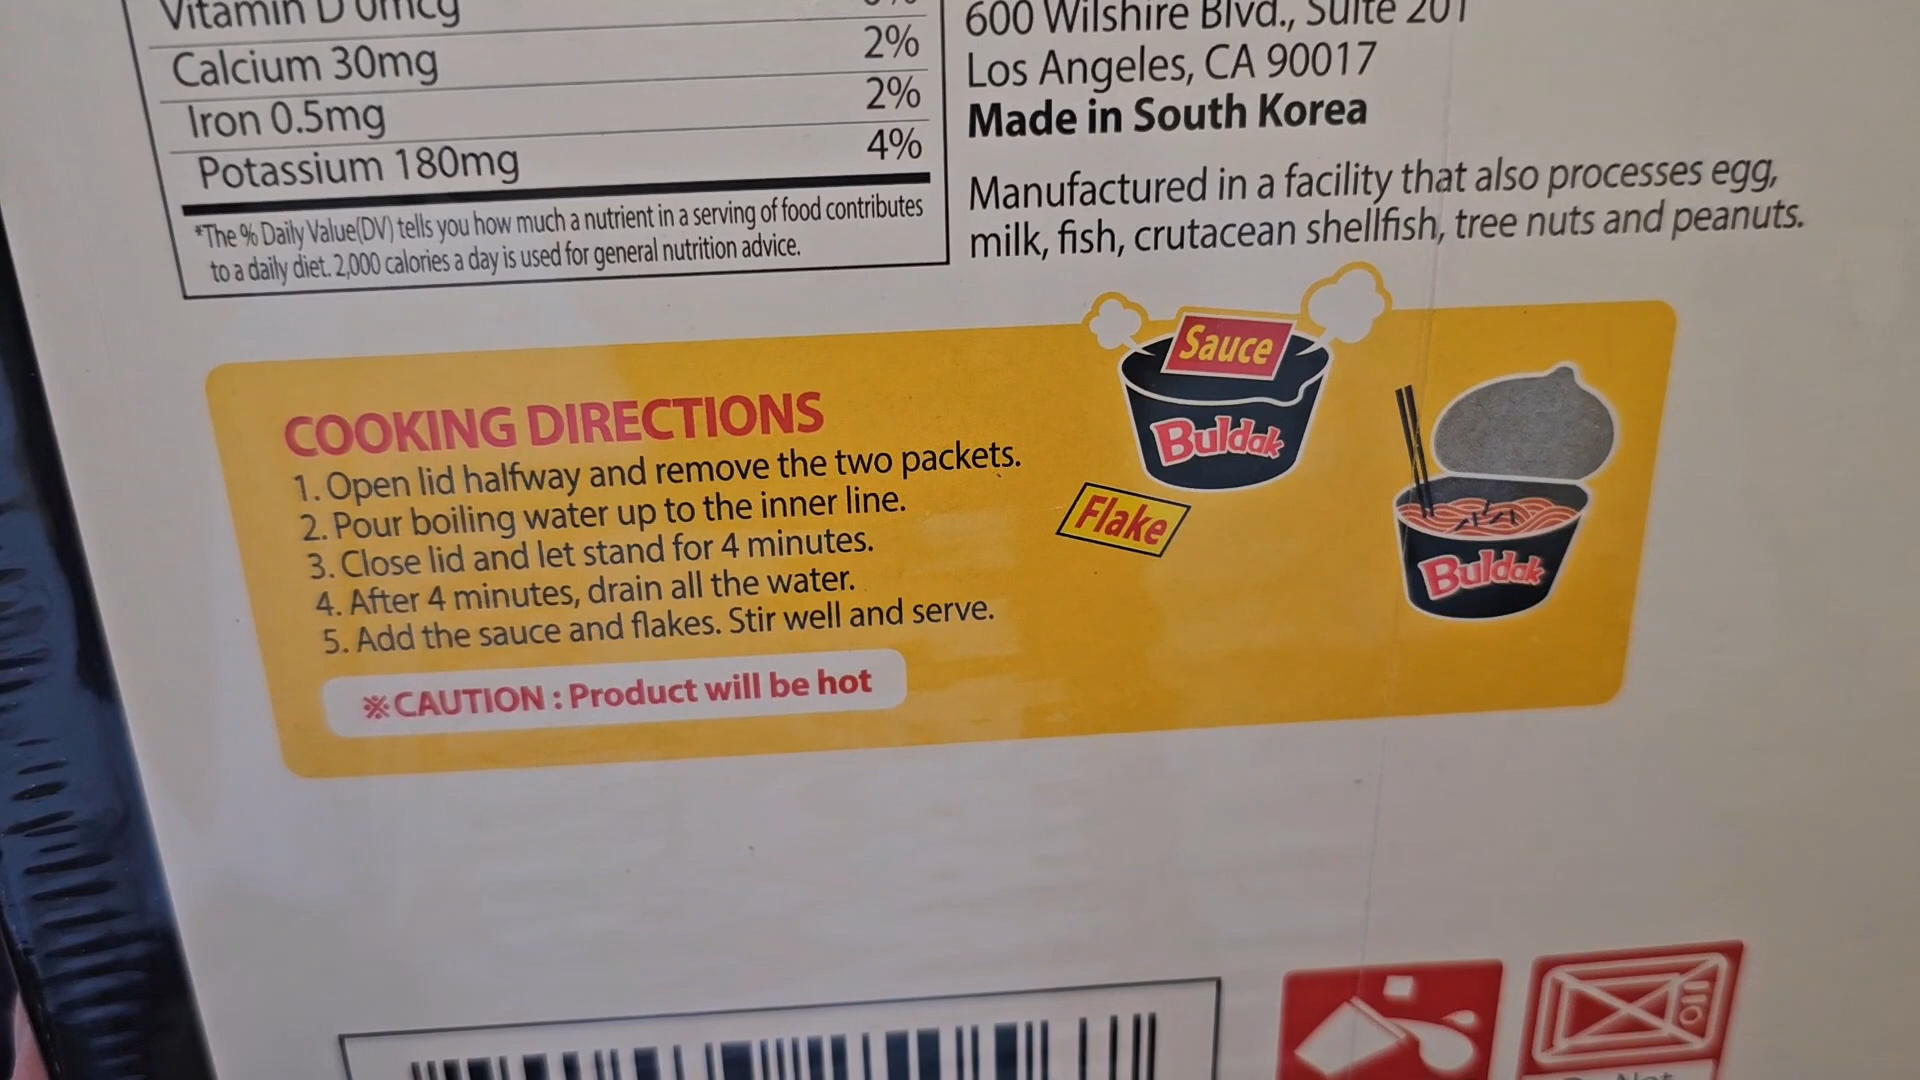 Vitamin D 0mcg
Calcium 30mg 2%
Iron 0.5mg 2%
Potassium 180mg 4%
*The % Daily Value(DV) tells you how much a nutrient in a serving of food contributes
to a daily diet. 2,000 calories a day is used for general nutrition advice.
600 Wilshire Blvd., Suite 201
Los Angeles, CA 90017
Made in South Korea
Manufactured in a facility that also processes egg,
milk, fish, crutacean shellfish, tree nuts and peanuts.
COOKING DIRECTIONS
1. Open lid halfway and remove the two packets.
2. Pour boiling water up to the inner line.
3. Close lid and let stand for 4 minutes.
4. After 4 minutes, drain all the water.
5. Add the sauce and flakes. Stir well and serve.
※CAUTION : Product will be hot
Sauce
Buldak
Flake
Buldak